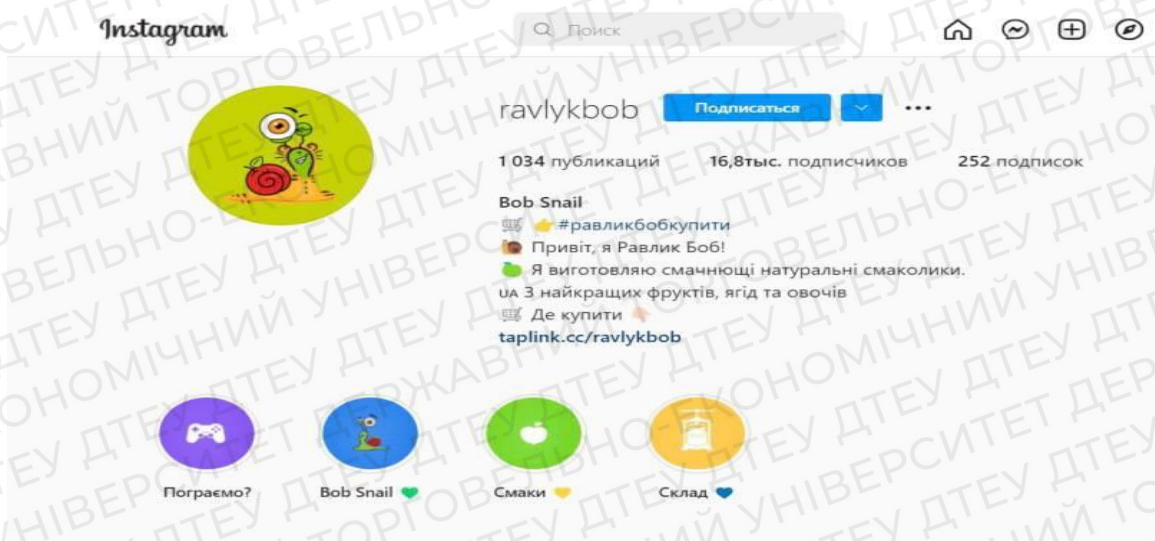 Instagram
Поиск
ravlykbob
Подписаться
1 034 публикаций 16,8тыс. подписчиков 252 подписок
Bob Snail
🛒 👉 #равликбобкупити
🐌 Привіт, я Равлик Боб!
🍏 Я виготовляю смачнющі натуральні смаколики.
UA З найкращих фруктів, ягід та овочів
🛒 Де купити 👇
taplink.cc/ravlykbob
Пограємо? Bob Snail 💚 Смаки 💛 Склад 💙